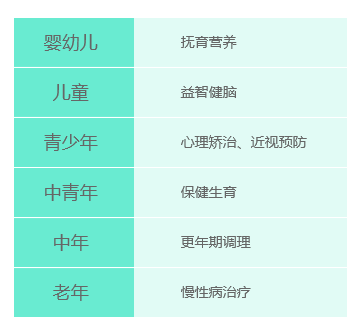 婴幼儿 抚育营养
儿童 益智健脑
青少年 心理矫治、近视预防
中青年 保健生育
中年 更年期调理
老年 慢性病治疗